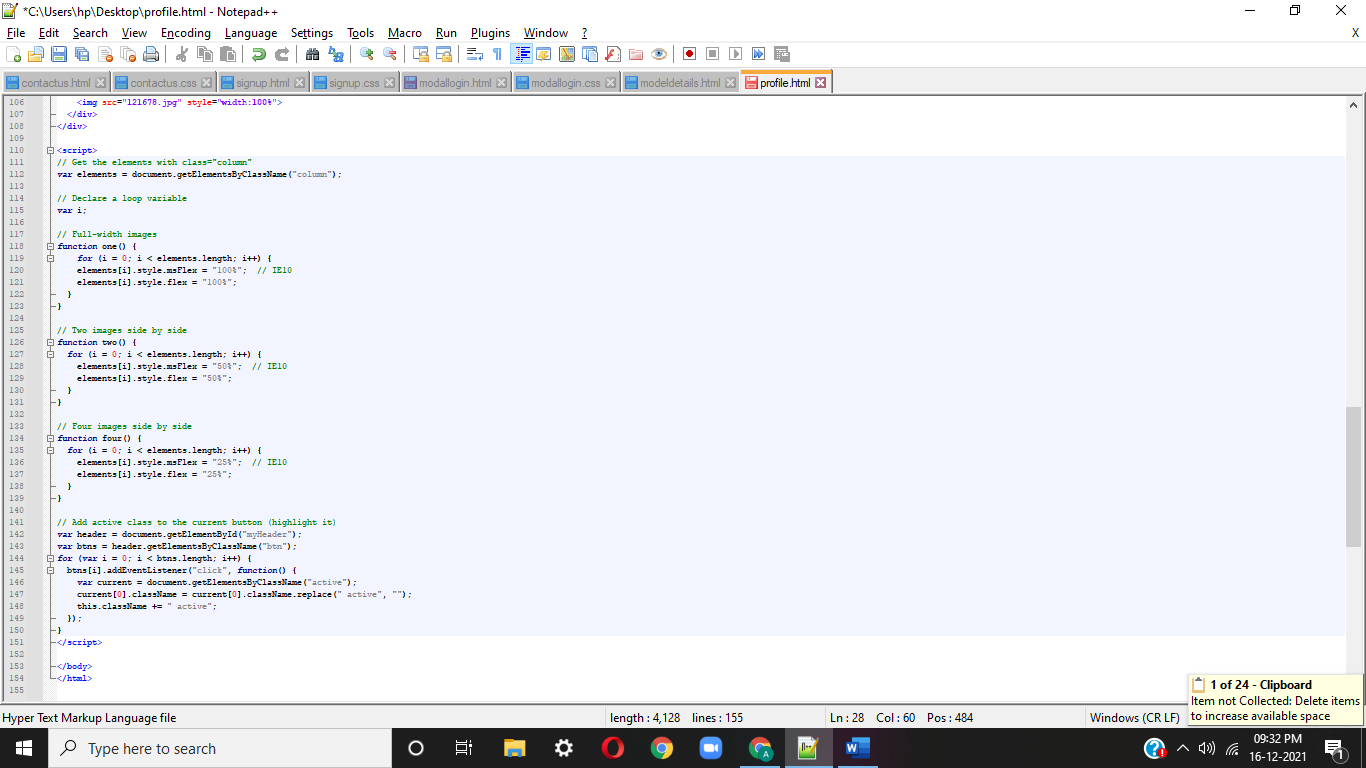 *C:\Users\hp\Desktop\profile.html - Notepad++
File Edit Search View Encoding Language Settings Tools Macro Run Plugins Window ? X
contactus.html contactus.css signup.html signup.css modallogin.html modallogin.css modeldetails.html profile.html
106 <img src="121678.jpg" style="width:100%">
107 </div>
108 </div>
109
110 <script>
111 // Get the elements with class="column"
112 var elements = document.getElementsByClassName("column");
113
114 // Declare a loop variable
115 var i;
116
117 // Full-width images
118 function one() {
119 for (i = 0; i < elements.length; i++) {
120 elements[i].style.msFlex = "100%";  // IE10
121 elements[i].style.flex = "100%";
122 }
123 }
124
125 // Two images side by side
126 function two() {
127 for (i = 0; i < elements.length; i++) {
128 elements[i].style.msFlex = "50%";  // IE10
129 elements[i].style.flex = "50%";
130 }
131 }
132
133 // Four images side by side
134 function four() {
135 for (i = 0; i < elements.length; i++) {
136 elements[i].style.msFlex = "25%";  // IE10
137 elements[i].style.flex = "25%";
138 }
139 }
140
141 // Add active class to the current button (highlight it)
142 var header = document.getElementById("myHeader");
143 var btns = header.getElementsByClassName("btn");
144 for (var i = 0; i < btns.length; i++) {
145 btns[i].addEventListener("click", function() {
146 var current = document.getElementsByClassName("active");
147 current[0].className = current[0].className.replace(" active", "");
148 this.className += " active";
149 });
150 }
151 </script>
152
153 </body>
154 </html>
155
1 of 24 - Clipboard
Item not Collected: Delete items
to increase available space
Hyper Text Markup Language file length : 4,128 lines : 155 Ln : 28 Col : 60 Pos : 484 Windows (CR LF)
Type here to search
09:32 PM
16-12-2021
1